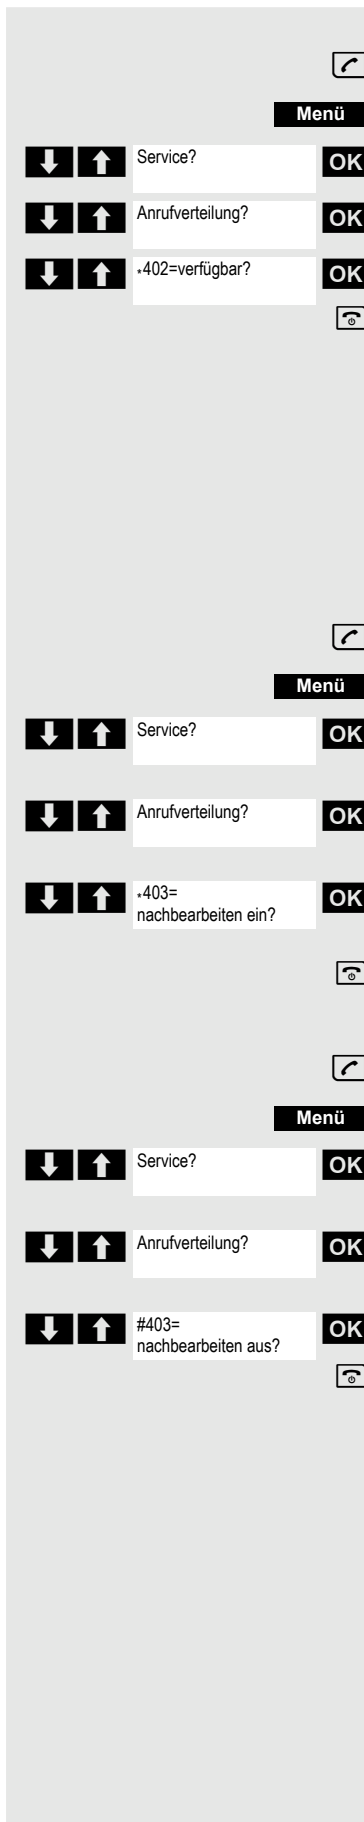 Menü
Service? OK
Anrufverteilung? OK
*402=verfügbar? OK
Menü
Service? OK
Anrufverteilung? OK
*403=
nachbearbeiten ein? OK
Menü
Service? OK
Anrufverteilung? OK
#403=
nachbearbeiten aus? OK